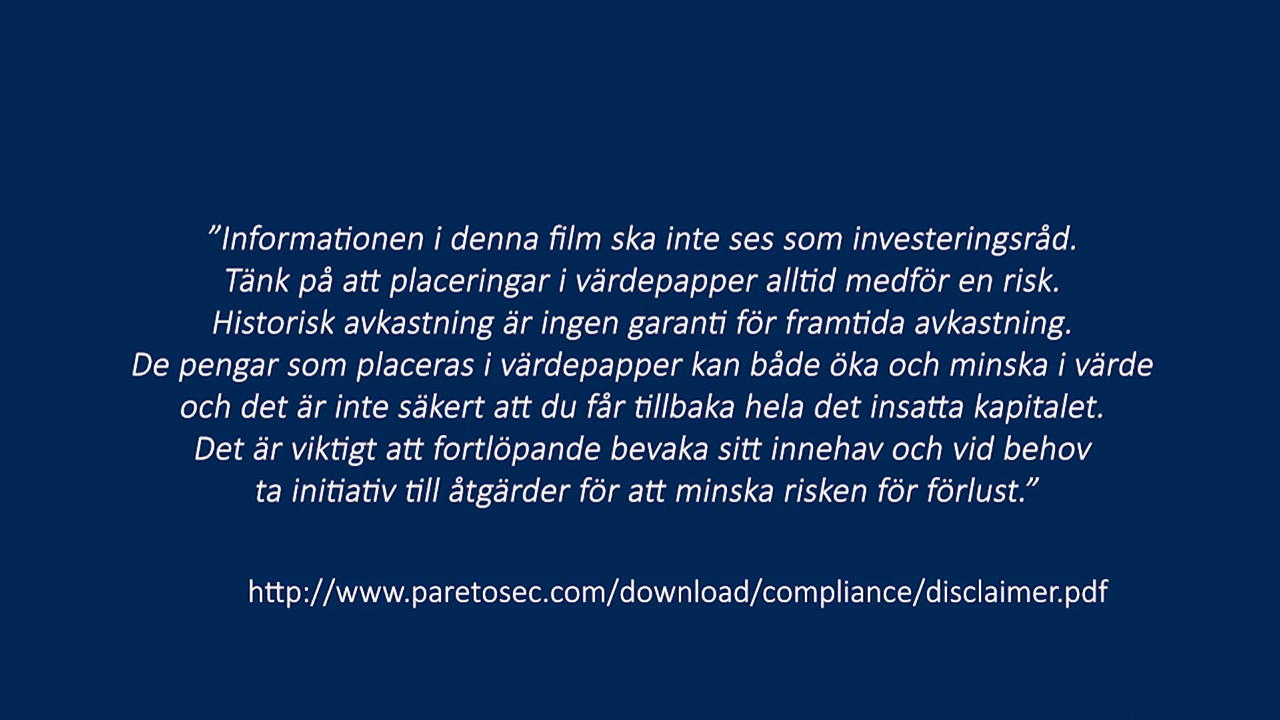 ”Informationen i denna film ska inte ses som investeringsråd.
Tänk på att placeringar i värdepapper alltid medför en risk.
Historisk avkastning är ingen garanti för framtida avkastning.
De pengar som placeras i värdepapper kan både öka och minska i värde
och det är inte säkert att du får tillbaka hela det insatta kapitalet.
Det är viktigt att fortlöpande bevaka sitt innehav och vid behov
ta initiativ till åtgärder för att minska risken för förlust.”
http://www.paretosec.com/download/compliance/disclaimer.pdf